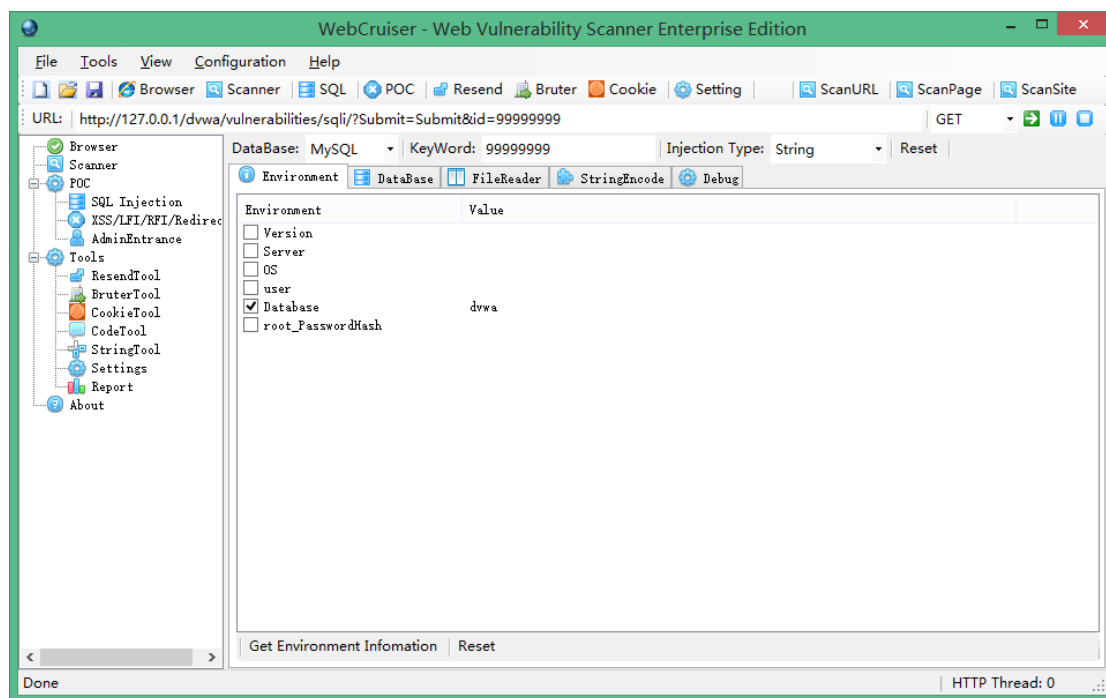 WebCruiser - Web Vulnerability Scanner Enterprise Edition
File Tools View Configuration Help
Browser Scanner SQL POC Resend Bruter Cookie Setting ScanURL ScanPage ScanSite
URL: http://127.0.0.1/dvwa/vulnerabilities/sqli/?Submit=Submit&id=99999999 GET
DataBase: MySQL KeyWord: 99999999 Injection Type: String Reset
Environment DataBase FileReader StringEncode Debug
Browser
Scanner
POC
SQL Injection
XSS/LFI/RFI/Redirec
AdminEntrance
Tools
ResendTool
BruterTool
CookieTool
CodeTool
StringTool
Settings
Report
About
Environment Value
Version
Server
OS
user
Database dvwa
root_PasswordHash
Get Environment Infomation Reset
Done HTTP Thread: 0